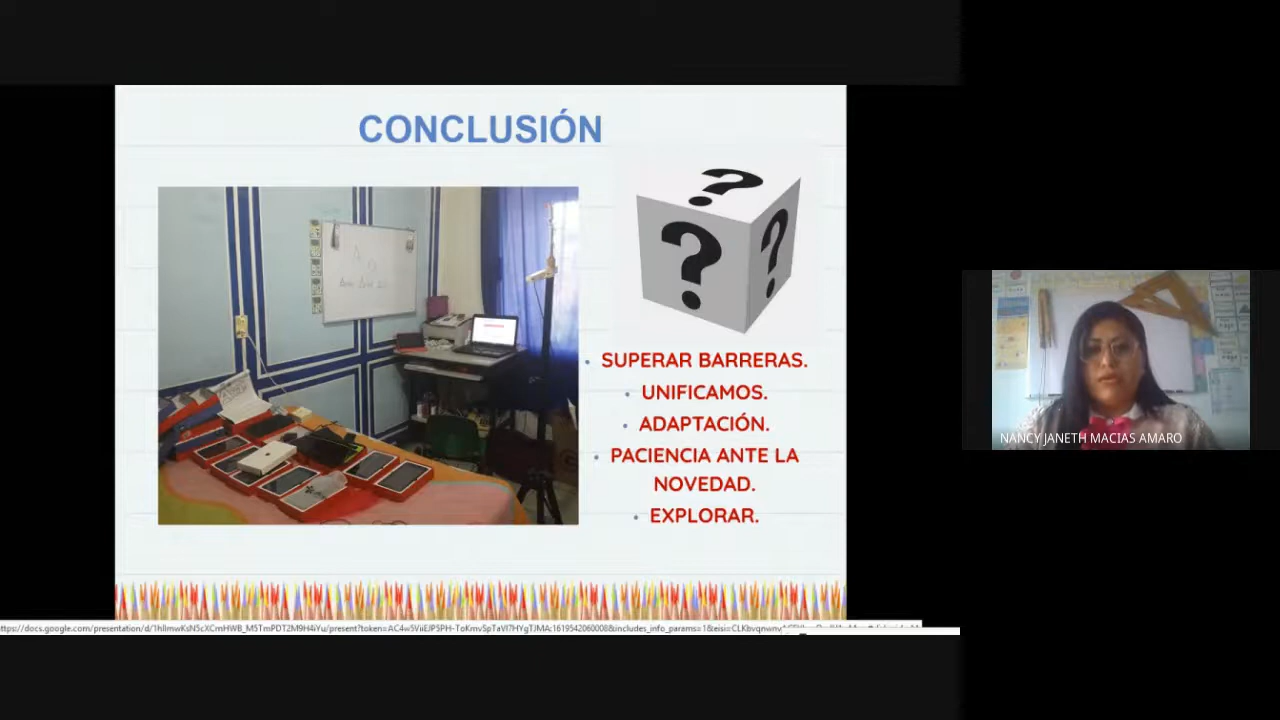 CONCLUSIÓN
?
?
?
• SUPERAR BARRERAS.
• UNIFICAMOS.
• ADAPTACIÓN.
• PACIENCIA ANTE LA
NOVEDAD.
• EXPLORAR.
NANCY JANETH MACIAS AMARO